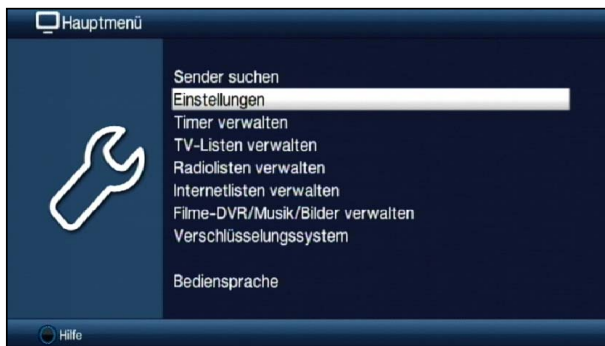 Hauptmenü
Sender suchen
Einstellungen
Timer verwalten
TV-Listen verwalten
Radiolisten verwalten
Internetlisten verwalten
Filme-DVR/Musik/Bilder verwalten
Verschlüsselungssystem
Bediensprache
Hilfe